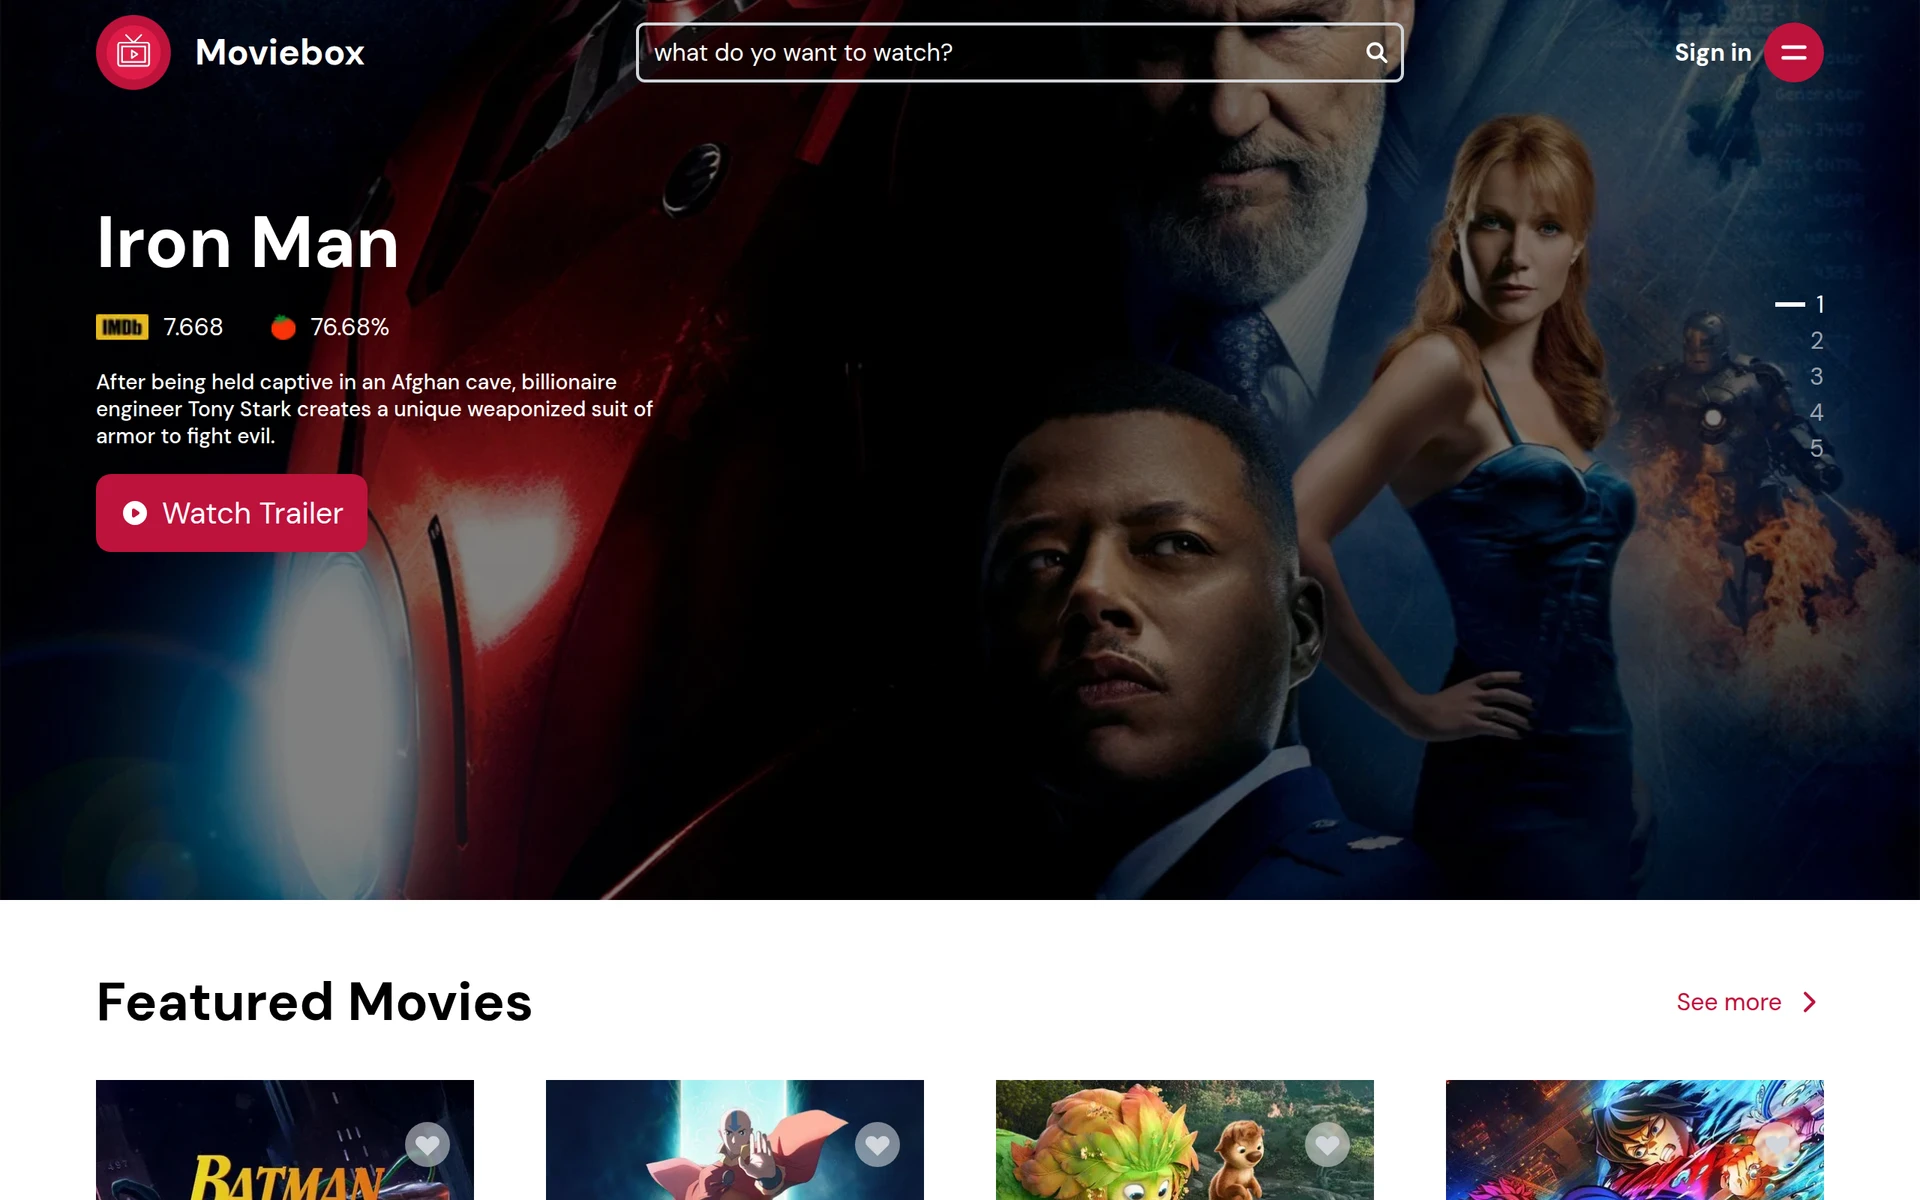 Moviebox
what do yo want to watch?
Sign in
Iron Man
IMDb 7.668 76.68%
After being held captive in an Afghan cave, billionaire
engineer Tony Stark creates a unique weaponized suit of
armor to fight evil.
Watch Trailer
1
2
3
4
5
Featured Movies
See more
BATMAN